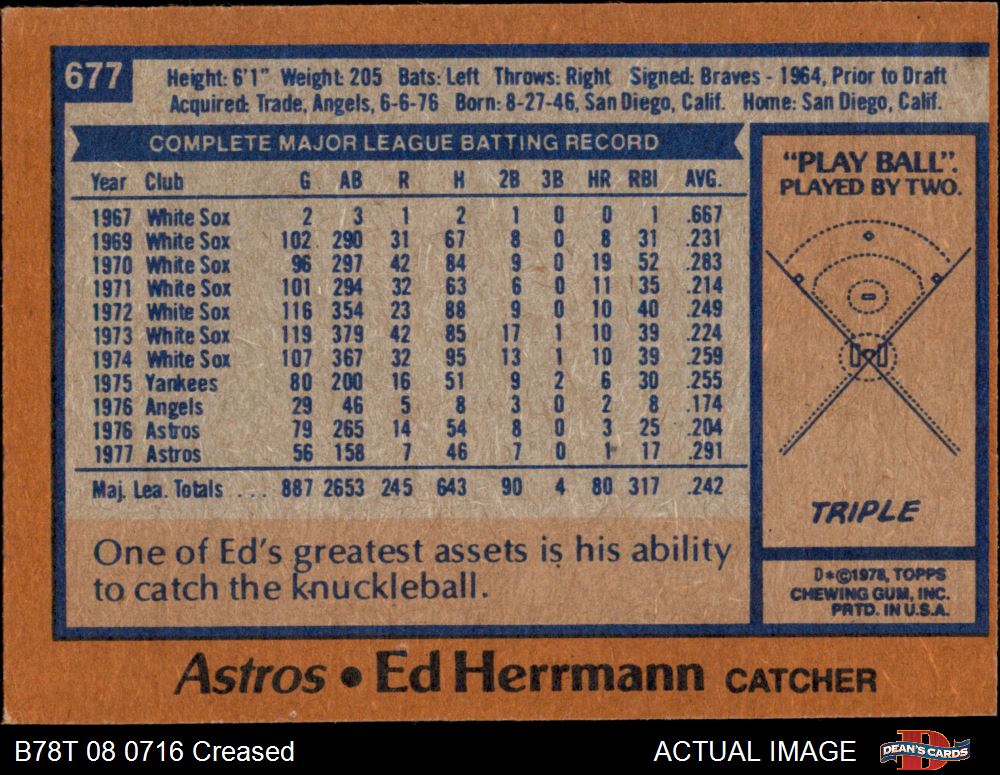 677
Height: 6'1" Weight: 205 Bats: Left Throws: Right Signed: Braves - 1964, Prior to Draft
Acquired: Trade, Angels, 6-6-76 Born: 8-27-46, San Diego, Calif. Home: San Diego, Calif.
COMPLETE MAJOR LEAGUE BATTING RECORD
Year Club G AB R H 2B 3B HR RBI AVG.
1967 White Sox 2 3 1 2 1 0 0 1 .667
1969 White Sox 102 290 31 67 8 0 8 31 .231
1970 White Sox 96 297 42 84 9 0 19 52 .283
1971 White Sox 101 294 32 63 6 0 11 35 .214
1972 White Sox 116 354 23 88 9 0 10 40 .249
1973 White Sox 119 379 42 85 17 1 10 39 .224
1974 White Sox 107 367 32 95 13 1 10 39 .259
1975 Yankees 80 200 16 51 9 2 6 30 .255
1976 Angels 29 46 5 8 3 0 2 8 .174
1976 Astros 79 265 14 54 8 0 3 25 .204
1977 Astros 56 158 7 46 7 0 1 17 .291
Maj. Lea. Totals .... 887 2653 245 643 90 4 80 317 .242
One of Ed's greatest assets is his ability
to catch the knuckleball.
"PLAY BALL".
PLAYED BY TWO.
TRIPLE
D*©1978, TOPPS
CHEWING GUM, INC.
PRTD. IN U.S.A.
Astros • Ed Herrmann CATCHER
B78T 08 0716 Creased ACTUAL IMAGE
D
DEAN'S CARDS